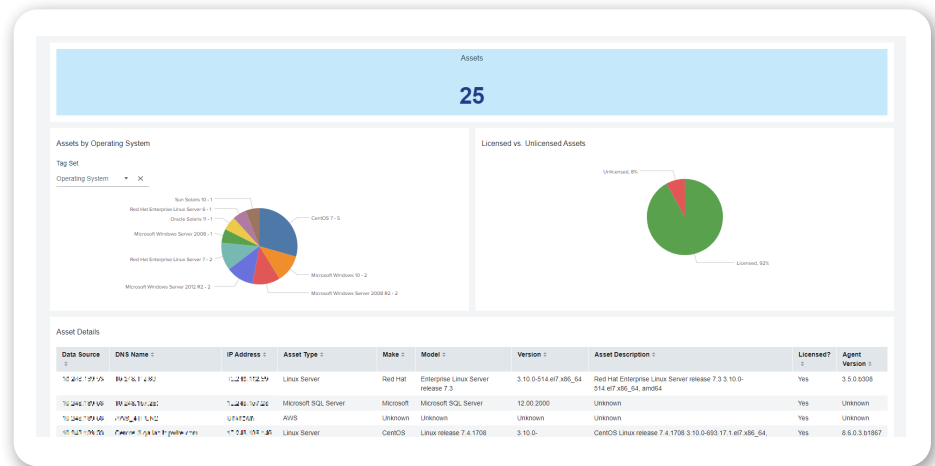 Assets
25
Assets by Operating System
Licensed vs. Unlicensed Assets
Tag Set
Operating System
Unlicensed, 8%
Licensed, 92%
Sun Solaris 10 - 1
Red Hat Enterprise Linux Server 6 - 1
Oracle Solaris 11 - 1
Microsoft Windows Server 2008 - 1
Red Hat Enterprise Linux Server 7 - 2
Microsoft Windows Server 2012 R2 - 2
CentOS 7 - 5
Microsoft Windows 10 - 2
Microsoft Windows Server 2008 R2 - 2
Asset Details
Data Source DNS Name IP Address Asset Type Make Model Version Asset Description Licensed? Agent Version
Linux Server Red Hat Enterprise Linux Server release 7.3 3.10.0-514.el7.x86_64 Red Hat Enterprise Linux Server release 7.3 3.10.0-514.el7.x86_64, amd64 Yes 3.5.0.b308
Microsoft SQL Server Microsoft Microsoft SQL Server 12.00.2000 Unknown Yes Unknown
AWS Unknown Unknown Unknown Unknown Yes Unknown
Linux Server CentOS Linux release 7.4.1708 3.10.0- CentOS Linux release 7.4.1708 3.10.0-693.17.1.el7.x86_64, Yes 8.6.0.3.b1867